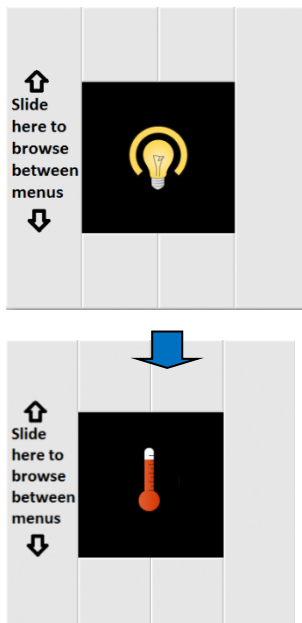 Slide
here to
browse
between
menus
Slide
here to
browse
between
menus